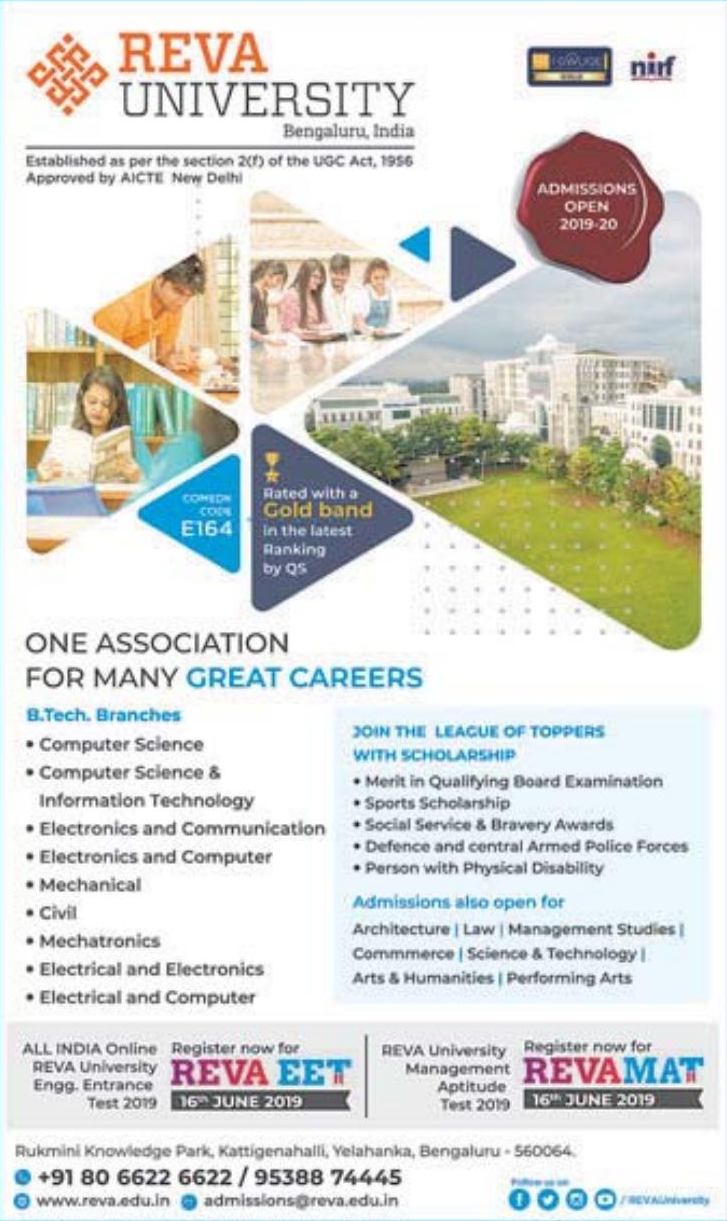 REVA
UNIVERSITY
Bengaluru, India
Established as per the section 2(f) of the UGC Act, 1956
Approved by AICTE New Delhi
nirf
ADMISSIONS
OPEN
2019-20
COMEDK
CODE
E164
Rated with a
Gold band
in the latest
Ranking
by QS
ONE ASSOCIATION
FOR MANY GREAT CAREERS
B.Tech. Branches
• Computer Science
• Computer Science &
Information Technology
• Electronics and Communication
• Electronics and Computer
• Mechanical
• Civil
• Mechatronics
• Electrical and Electronics
• Electrical and Computer
JOIN THE LEAGUE OF TOPPERS
WITH SCHOLARSHIP
• Merit in Qualifying Board Examination
• Sports Scholarship
• Social Service & Bravery Awards
• Defence and central Armed Police Forces
• Person with Physical Disability
Admissions also open for
Architecture | Law | Management Studies |
Commmerce | Science & Technology |
Arts & Humanities | Performing Arts
ALL INDIA Online
REVA University
Engg. Entrance
Test 2019
Register now for
REVA EET
16th JUNE 2019
REVA University
Management
Aptitude
Test 2019
Register now for
REVAMAT
16th JUNE 2019
Rukmini Knowledge Park, Kattigenahalli, Yelahanka, Bengaluru - 560064.
+91 80 6622 6622 / 95388 74445
www.reva.edu.in admissions@reva.edu.in
Follow us on
/REVAUniversity